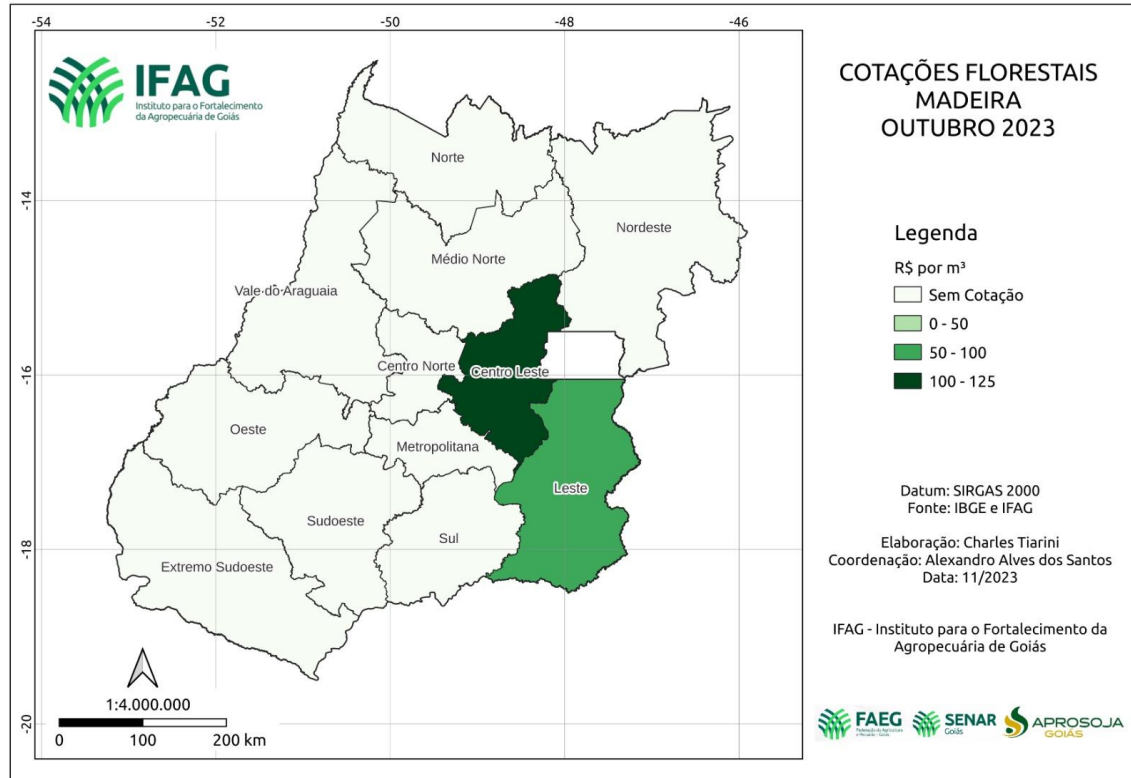 -54
-52
-50
-48
-46
-14
-16
-18
-20
IFAG
Instituto para o Fortalecimento
da Agropecuária de Goiás
Norte
Nordeste
Médio Norte
Vale do Araguaia
Centro Norte
Centro Leste
Oeste
Metropolitana
Leste
Sudoeste
Sul
Extremo Sudoeste
1:4.000.000
0 100 200 km
COTAÇÕES FLORESTAIS
MADEIRA
OUTUBRO 2023
Legenda
R$ por m³
Sem Cotação
0 - 50
50 - 100
100 - 125
Datum: SIRGAS 2000
Fonte: IBGE e IFAG
Elaboração: Charles Tiarini
Coordenação: Alexandro Alves dos Santos
Data: 11/2023
IFAG - Instituto para o Fortalecimento da
Agropecuária de Goiás
FAEG
SENAR
Goiás
APROSOJA
GOIÁS